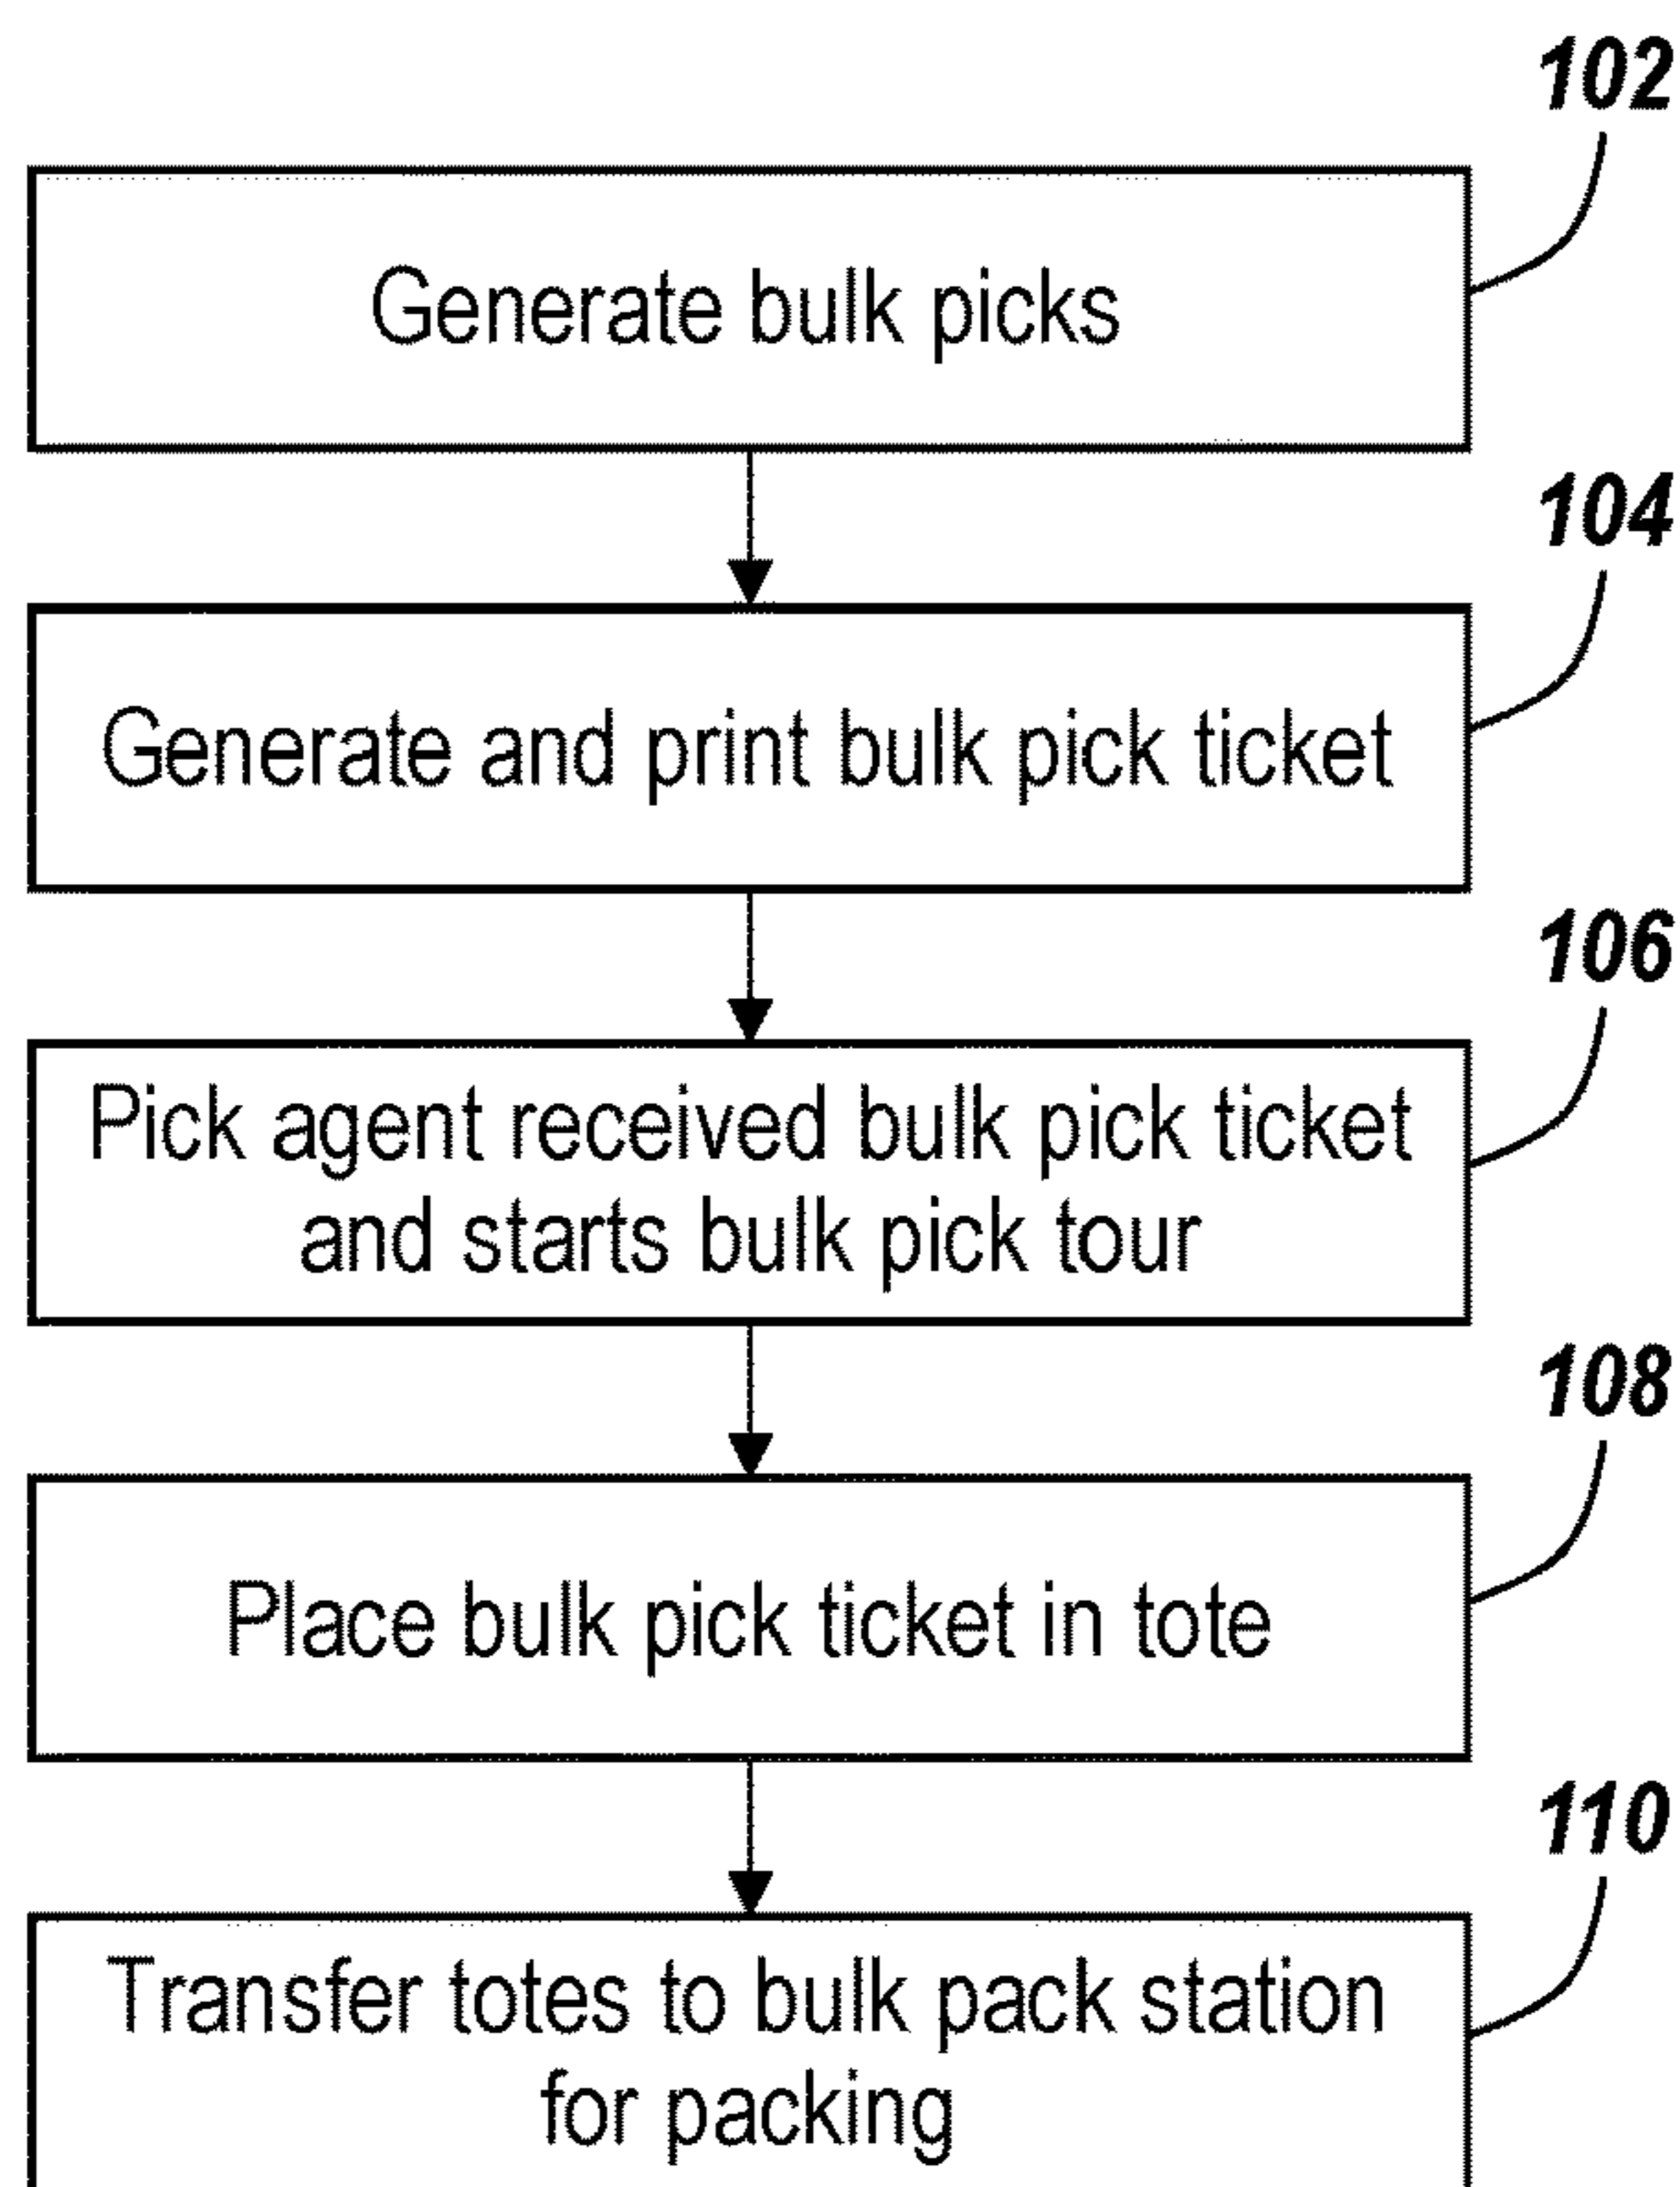 102
Generate bulk picks
104
Generate and print bulk pick ticket
106
Pick agent received bulk pick ticket
and starts bulk pick tour
108
Place bulk pick ticket in tote
110
Transfer totes to bulk pack station
for packing